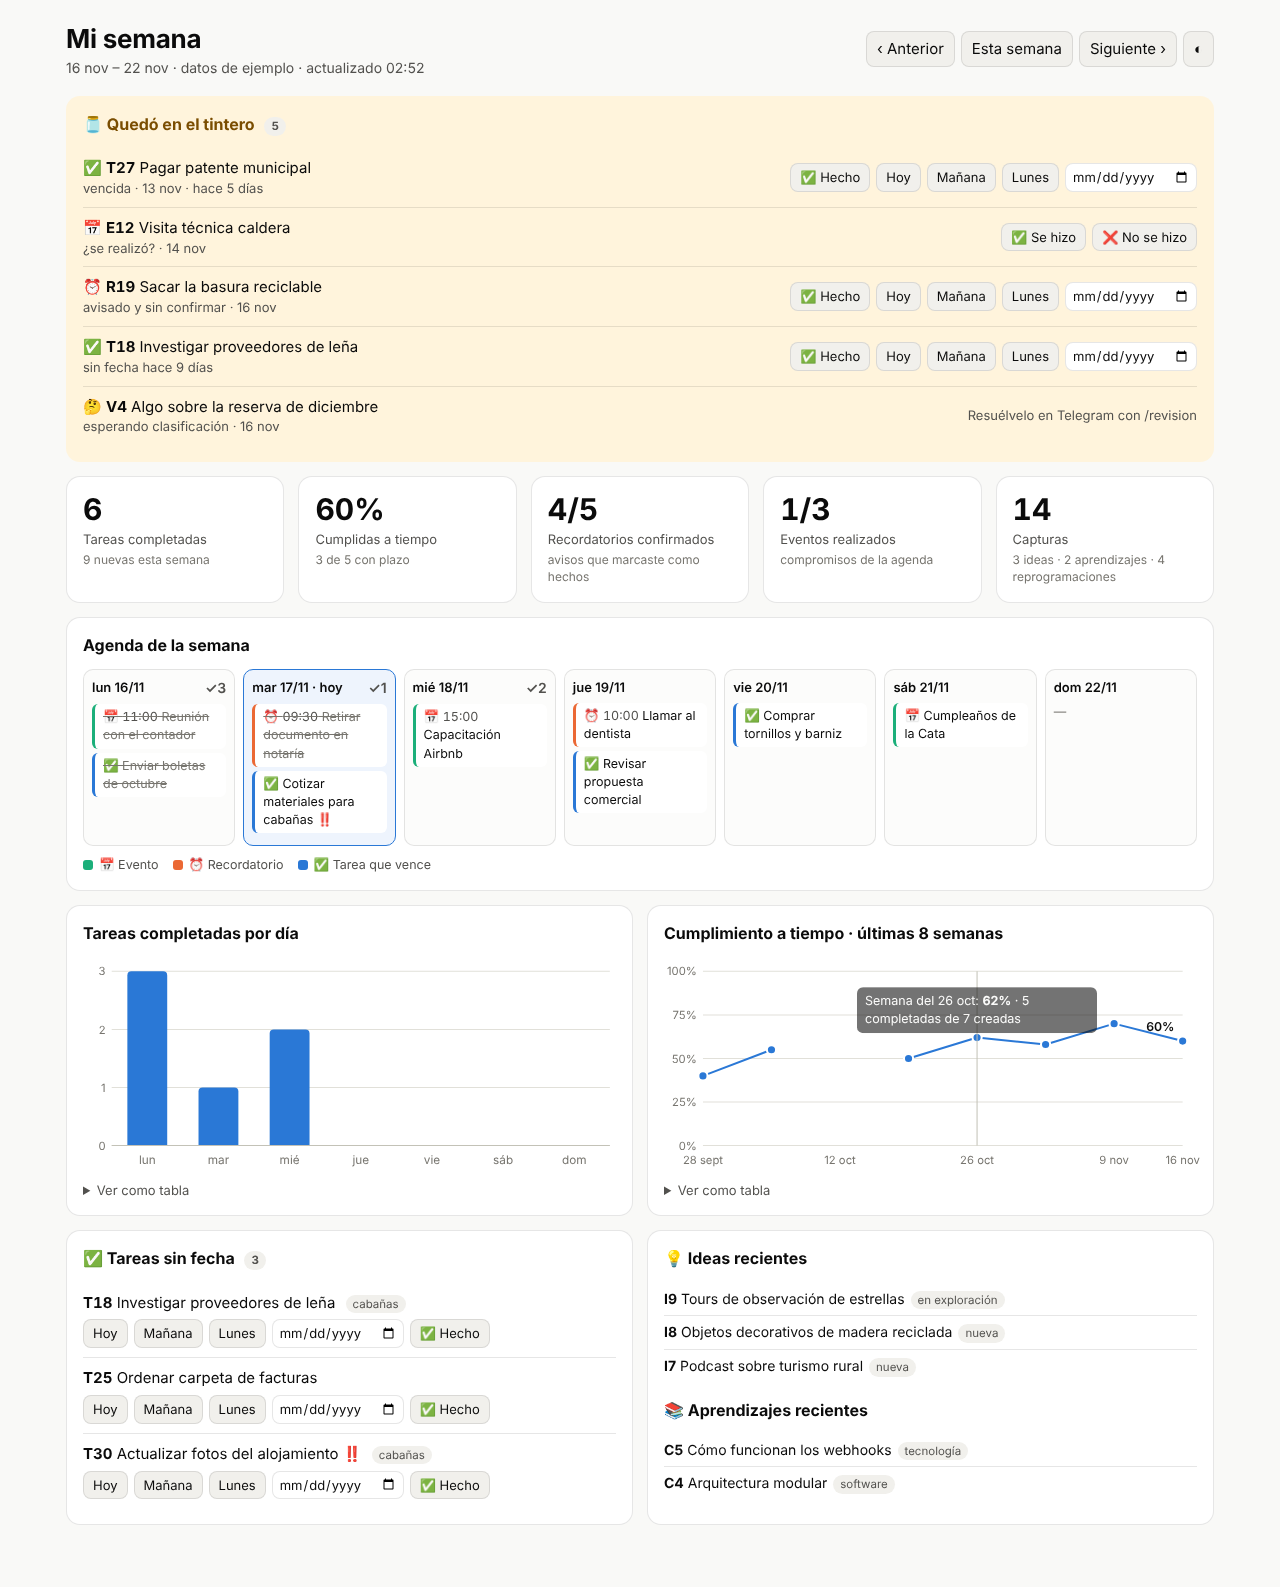 Mi semana
16 nov – 22 nov · datos de ejemplo · actualizado 02:52
‹ Anterior
Esta semana
Siguiente ›
Quedó en el tintero 5
T27 Pagar patente municipal
vencida · 13 nov · hace 5 días
Hecho Hoy Mañana Lunes mm/dd/yyyy
E12 Visita técnica caldera
¿se realizó? · 14 nov
Se hizo No se hizo
R19 Sacar la basura reciclable
avisado y sin confirmar · 16 nov
Hecho Hoy Mañana Lunes mm/dd/yyyy
T18 Investigar proveedores de leña
sin fecha hace 9 días
Hecho Hoy Mañana Lunes mm/dd/yyyy
V4 Algo sobre la reserva de diciembre
esperando clasificación · 16 nov
Resuélvelo en Telegram con /revision
6
Tareas completadas
9 nuevas esta semana
60%
Cumplidas a tiempo
3 de 5 con plazo
4/5
Recordatorios confirmados
avisos que marcaste como
hechos
1/3
Eventos realizados
compromisos de la agenda
14
Capturas
3 ideas · 2 aprendizajes · 4
reprogramaciones
Agenda de la semana
lun 16/11 ✓3
11:00 Reunión
con el contador
Enviar boletas
de octubre
mar 17/11 · hoy ✓1
09:30 Retirar
documento en
notaría
Cotizar
materiales para
cabañas ‼️
mié 18/11 ✓2
15:00
Capacitación
Airbnb
jue 19/11
10:00 Llamar al
dentista
Revisar
propuesta
comercial
vie 20/11
Comprar
tornillos y barniz
sáb 21/11
Cumpleaños de
la Cata
dom 22/11
—
Evento Recordatorio Tarea que vence
Tareas completadas por día
3
2
1
0
lun mar mié jue vie sáb dom
Ver como tabla
Cumplimiento a tiempo · últimas 8 semanas
100%
75%
50%
25%
0%
Semana del 26 oct: 62% · 5
completadas de 7 creadas
60%
28 sept 12 oct 26 oct 9 nov 16 nov
Ver como tabla
Tareas sin fecha 3
T18 Investigar proveedores de leña cabañas
Hoy Mañana Lunes mm/dd/yyyy Hecho
T25 Ordenar carpeta de facturas
Hoy Mañana Lunes mm/dd/yyyy Hecho
T30 Actualizar fotos del alojamiento ‼️ cabañas
Hoy Mañana Lunes mm/dd/yyyy Hecho
Ideas recientes
I9 Tours de observación de estrellas en exploración
I8 Objetos decorativos de madera reciclada nueva
I7 Podcast sobre turismo rural nueva
Aprendizajes recientes
C5 Cómo funcionan los webhooks tecnología
C4 Arquitectura modular software